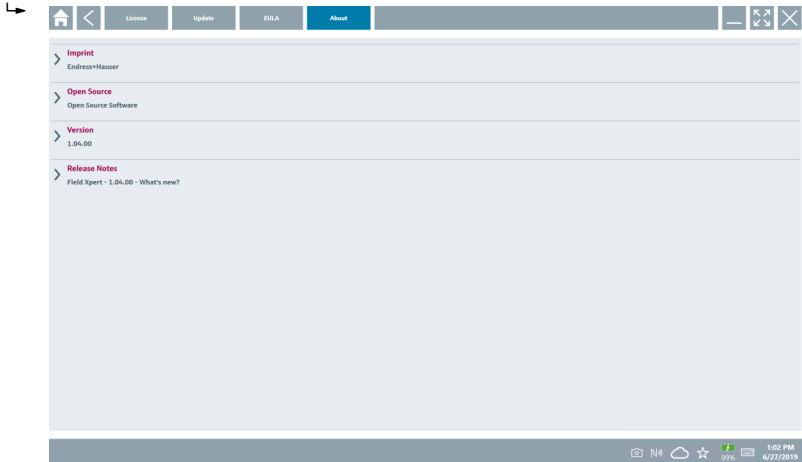 License
Update
EULA
About
Imprint
Endress+Hauser
Open Source
Open Source Software
Version
1.04.00
Release Notes
Field Xpert - 1.04.00 - What's new?
99%
1:02 PM
6/27/2019